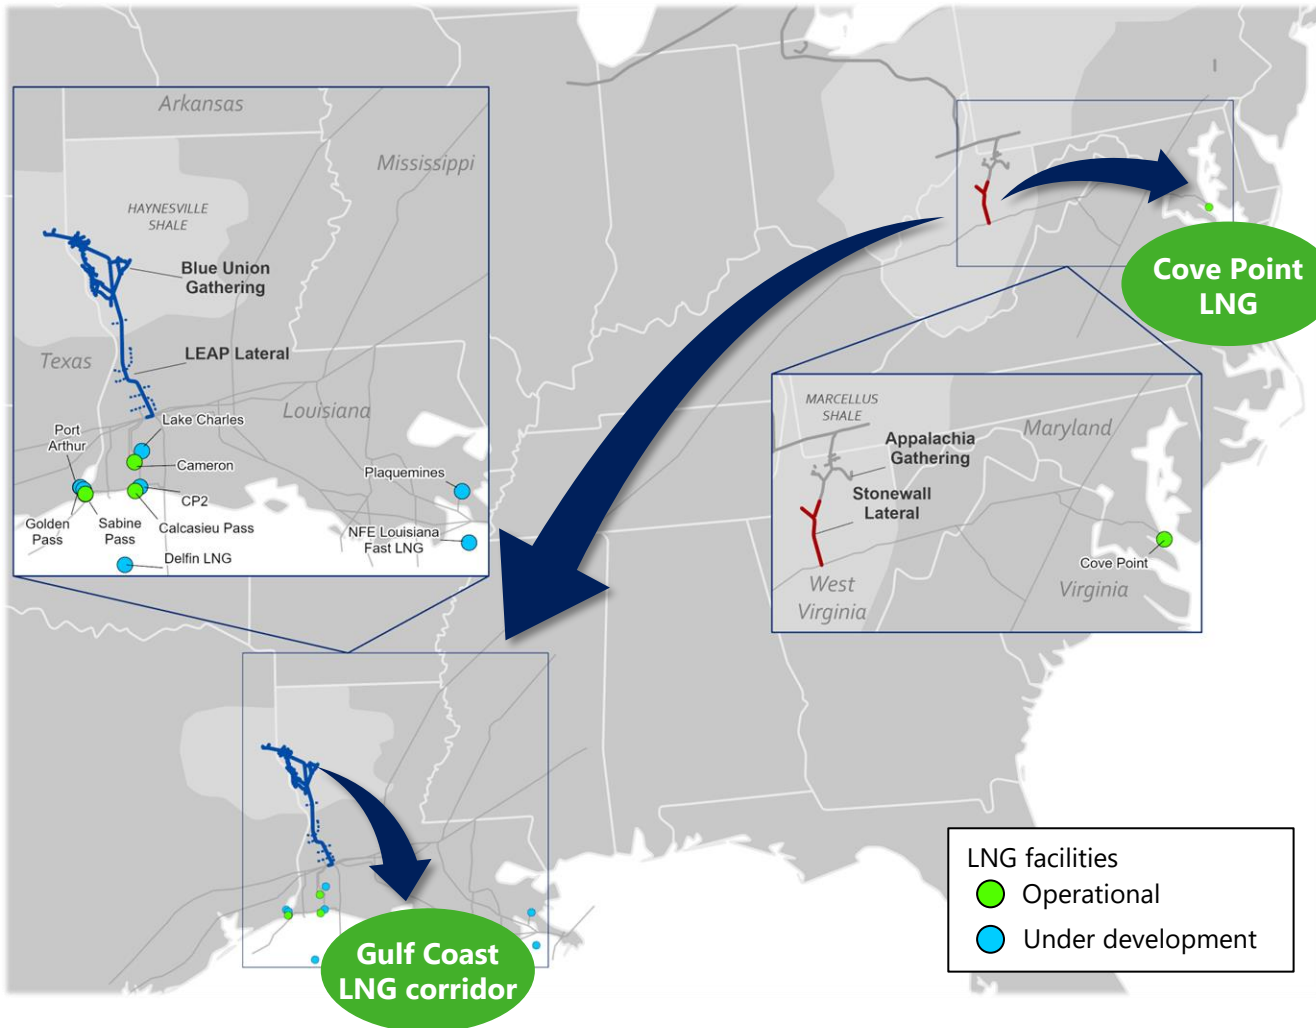 Arkansas
Mississippi
HAYNESVILLE
SHALE
Blue Union
Gathering
Texas
LEAP Lateral
Louisiana
Lake Charles
Port
Arthur
Cameron
Plaquemines
CP2
Golden
Pass
Sabine
Pass
Calcasieu Pass
NFE Louisiana
Fast LNG
Delfin LNG
Cove Point
LNG
MARCELLUS
SHALE
Maryland
Appalachia
Gathering
Stonewall
Lateral
Cove Point
West
Virginia
Virginia
LNG facilities
Operational
Under development
Gulf Coast
LNG corridor